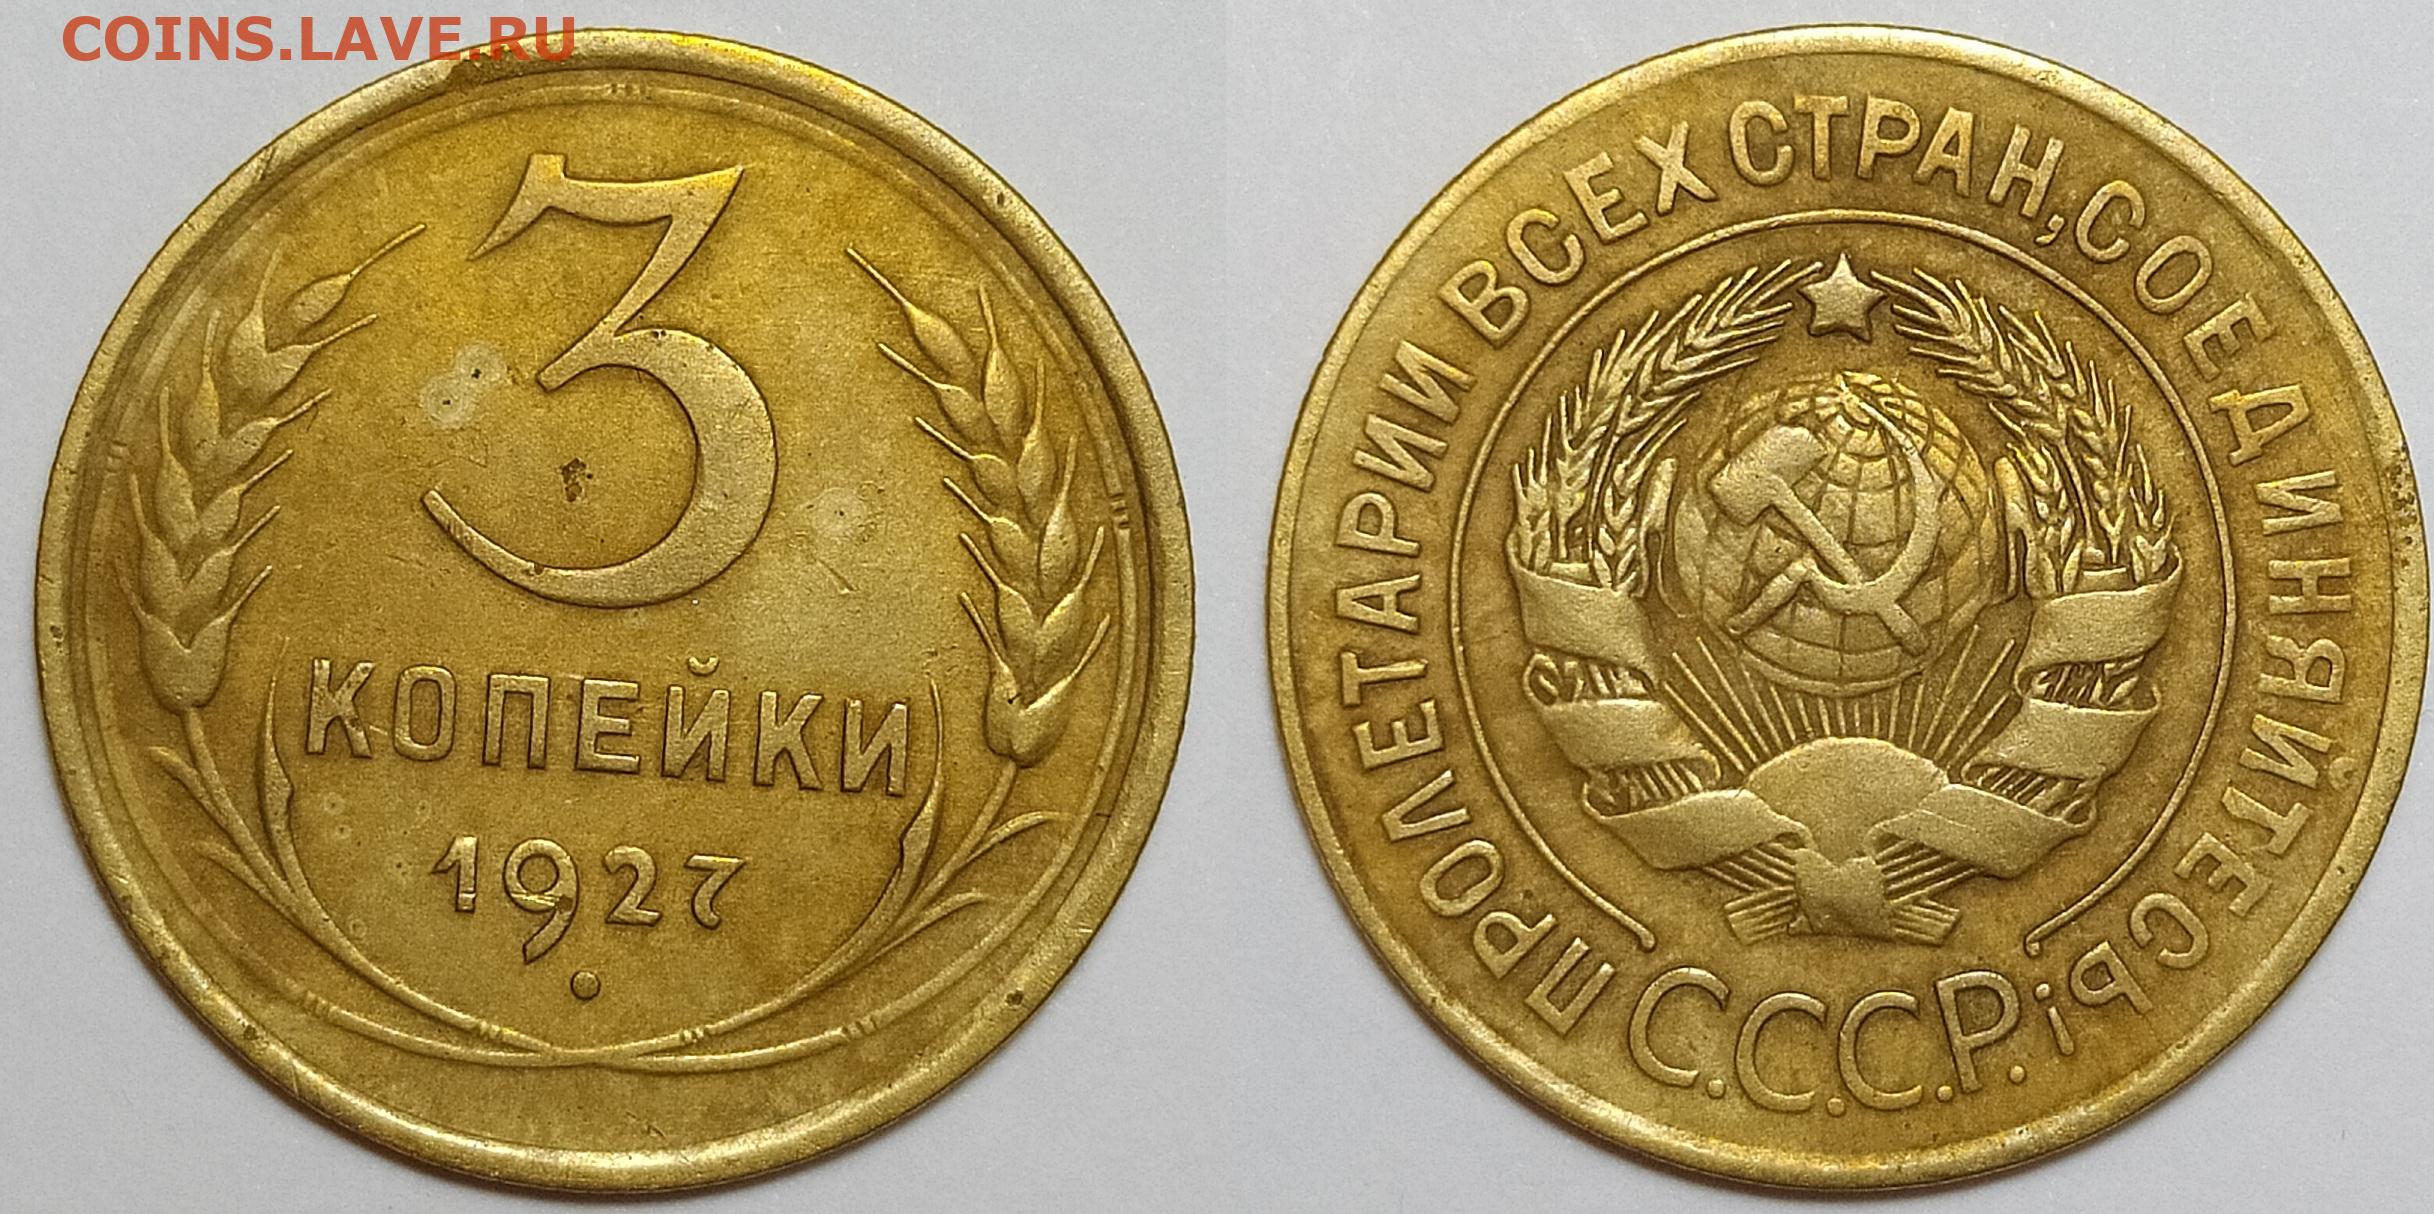 COINS.LAVE.RU
3
КОПЕЙКИ
1927
ПРОЛЕТАРИИ ВСЕХ СТРАН, СОЕДИНЯЙТЕСЬ!
С.С.С.Р.